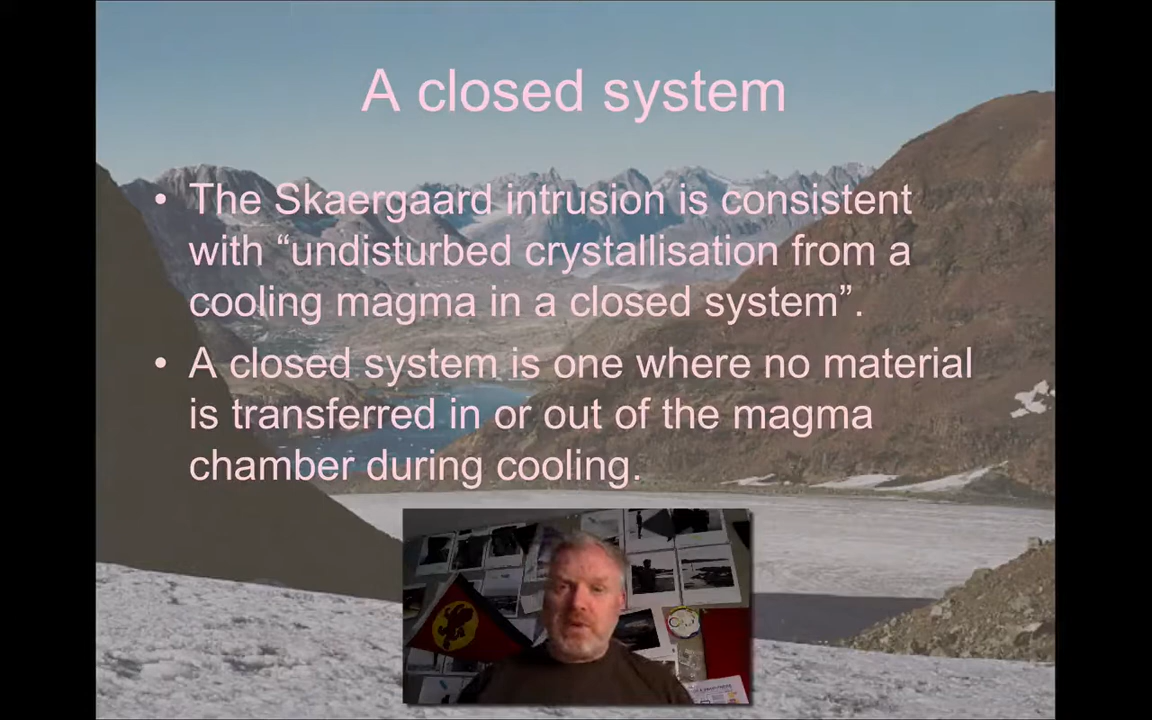 A closed system
• The Skaergaard intrusion is consistent
with “undisturbed crystallisation from a
cooling magma in a closed system”.
• A closed system is one where no material
is transferred in or out of the magma
chamber during cooling.